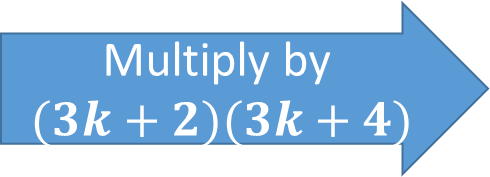 Multiply by
(3k + 2)(3k + 4)